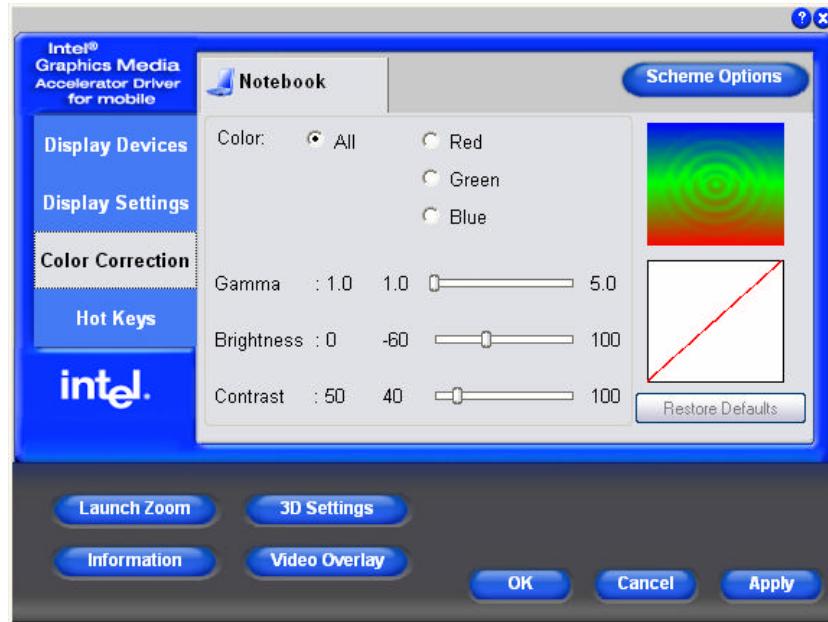 Intel®
Graphics Media
Accelerator Driver
for mobile
Notebook
Scheme Options
Display Devices
Display Settings
Color Correction
Hot Keys
intel.
Color: All Red
Green
Blue
Gamma : 1.0 1.0 5.0
Brightness : 0 -60 100
Contrast : 50 40 100
Restore Defaults
Launch Zoom 3D Settings
Information Video Overlay
OK Cancel Apply